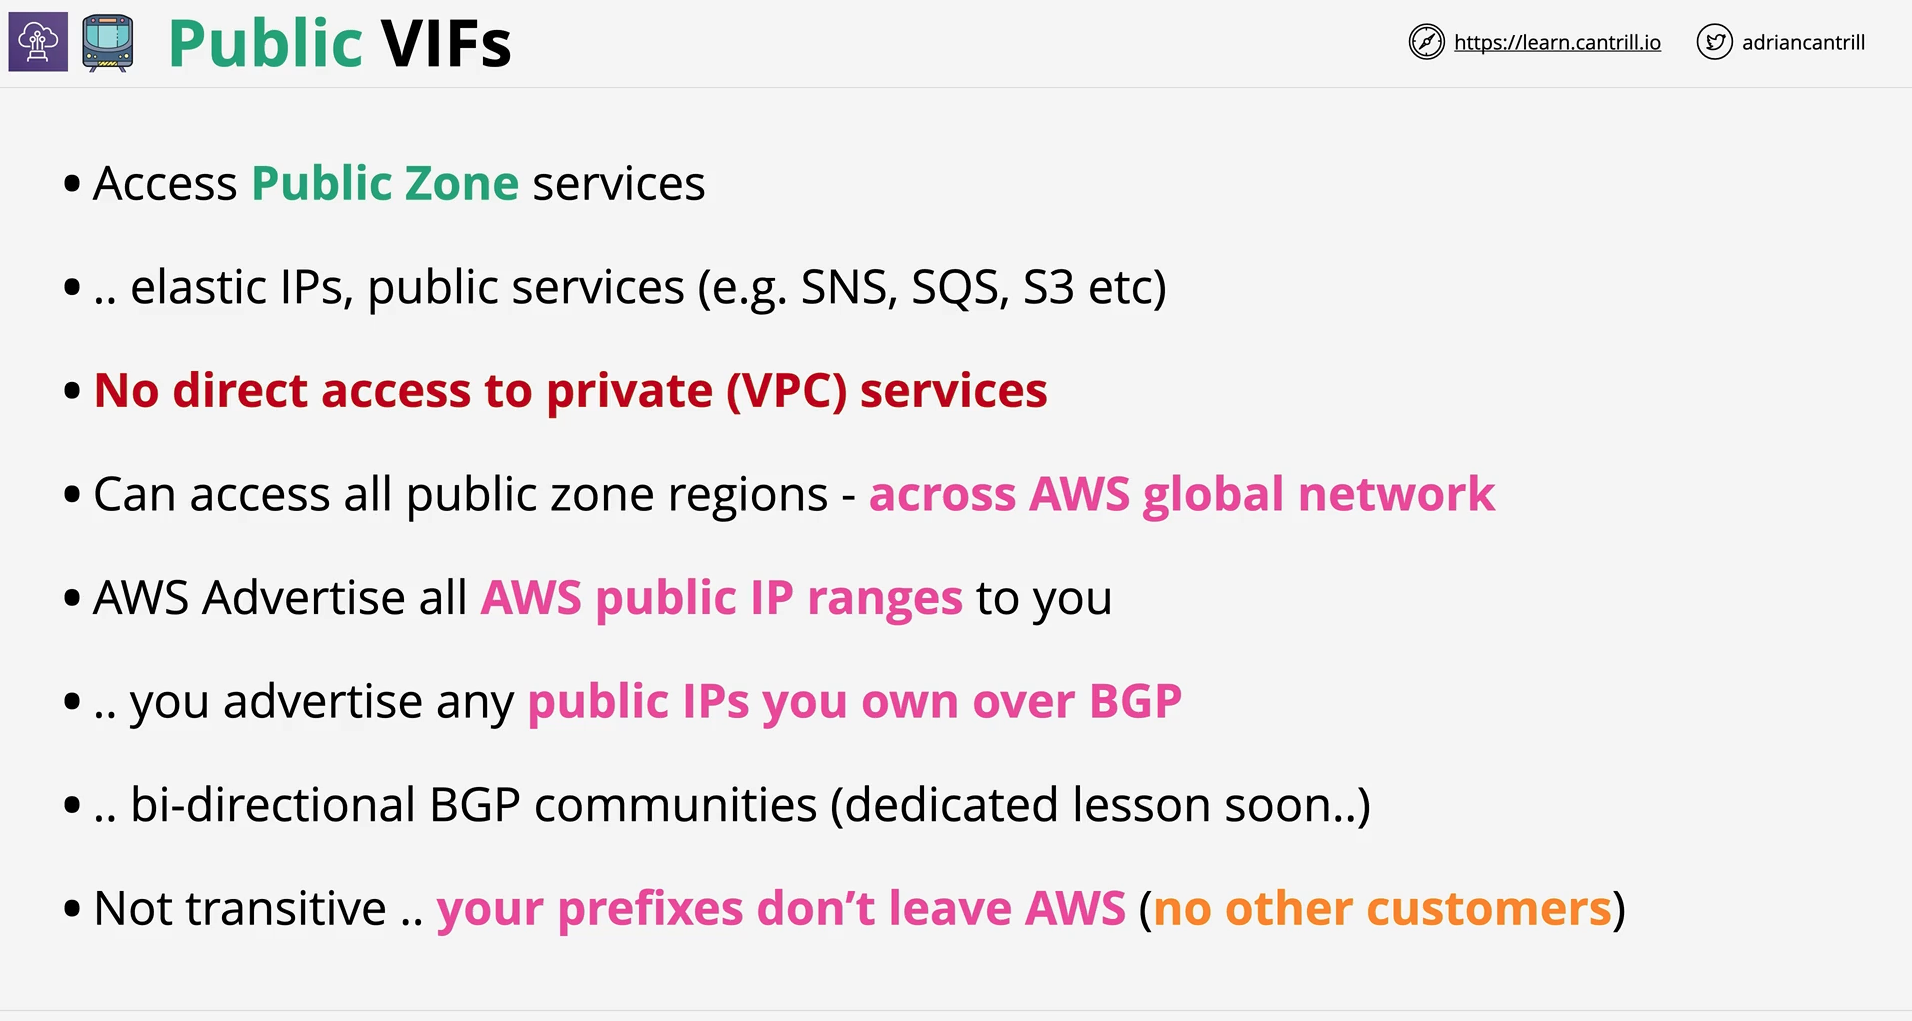 Public VIFs
https://learn.cantrill.io
adriancantrill
• Access Public Zone services
• .. elastic IPs, public services (e.g. SNS, SQS, S3 etc)
• No direct access to private (VPC) services
• Can access all public zone regions - across AWS global network
• AWS Advertise all AWS public IP ranges to you
• .. you advertise any public IPs you own over BGP
• .. bi-directional BGP communities (dedicated lesson soon..)
• Not transitive .. your prefixes don’t leave AWS (no other customers)